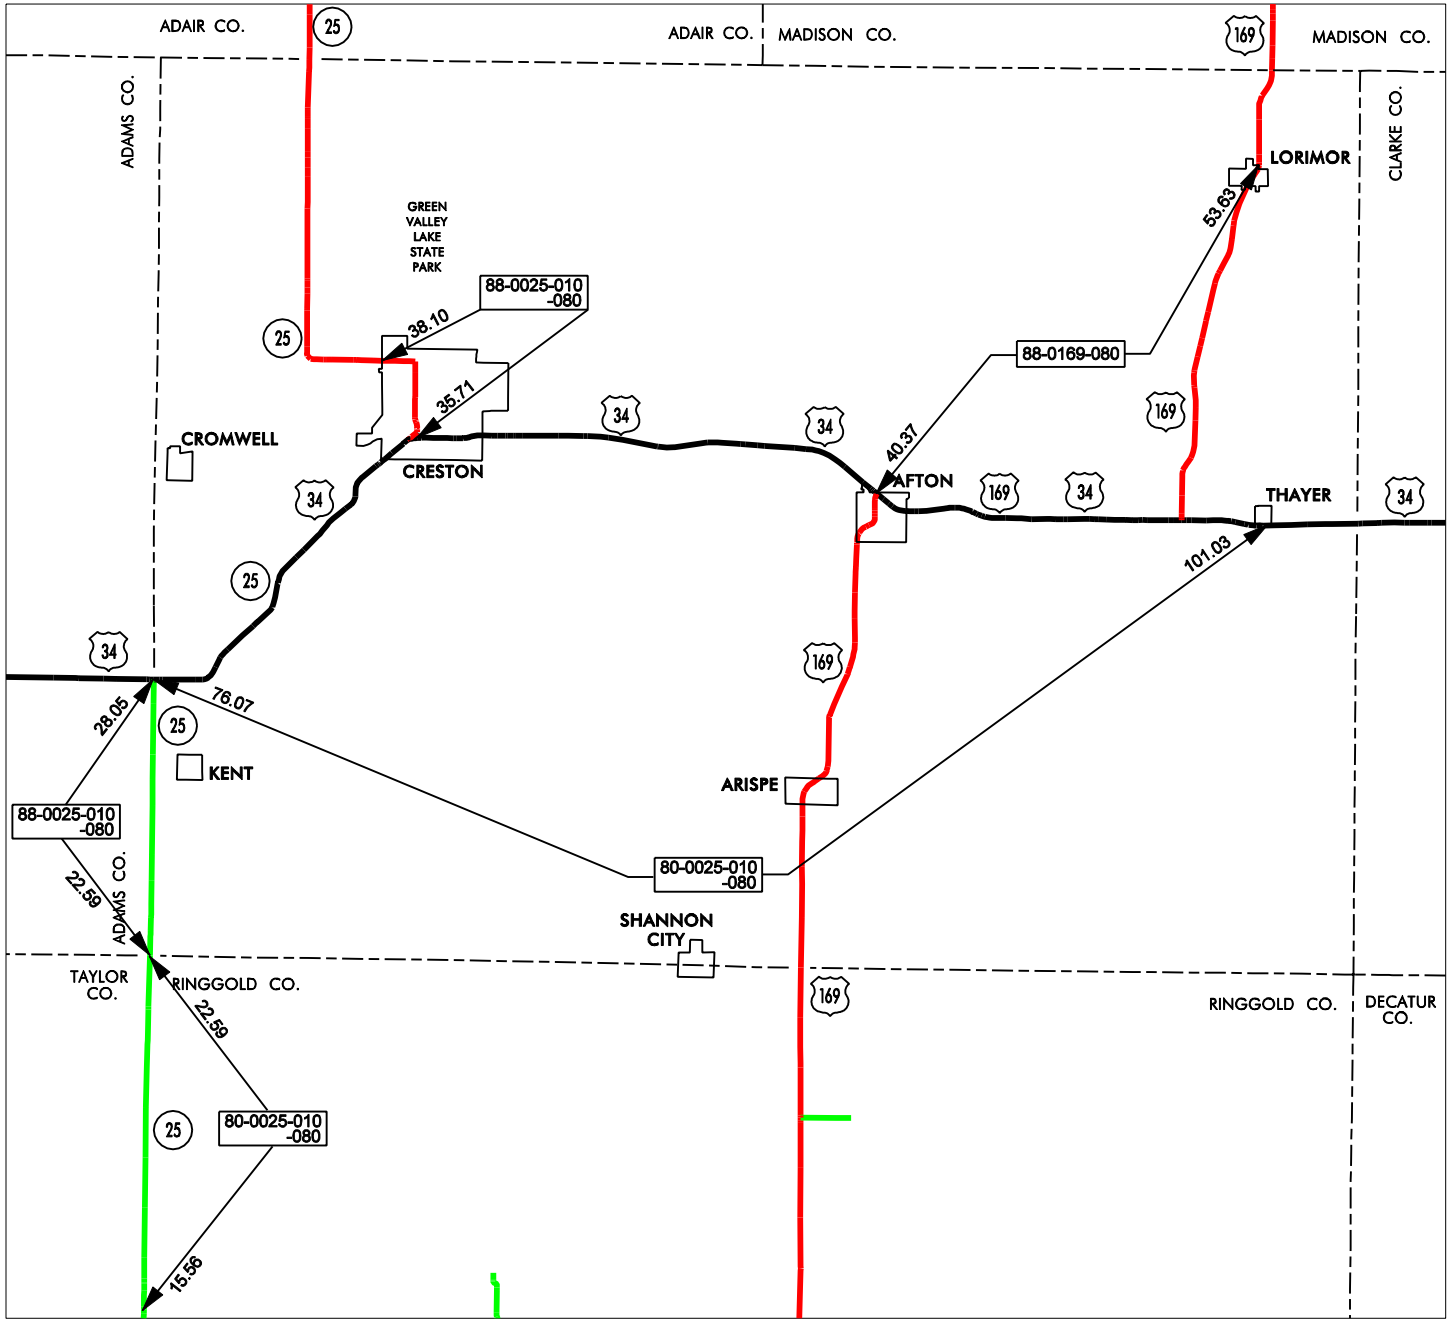 ADAIR CO.
25
ADAIR CO.
MADISON CO.
169
MADISON CO.
ADAMS CO.
CLARKE CO.
LORIMOR
53.63
GREEN
VALLEY
LAKE
STATE
PARK
88-0025-010
-080
38.10
25
88-0169-080
35.71
34
34
169
40.37
CROMWELL
CRESTON
AFTON
34
169
34
THAYER
34
101.03
25
34
169
76.07
28.05
25
KENT
ARISPE
88-0025-010
-080
80-0025-010
-080
22.59
ADAMS CO.
SHANNON
CITY
TAYLOR
CO.
RINGGOLD CO.
169
RINGGOLD CO.
DECATUR
CO.
22.59
25
80-0025-010
-080
15.56